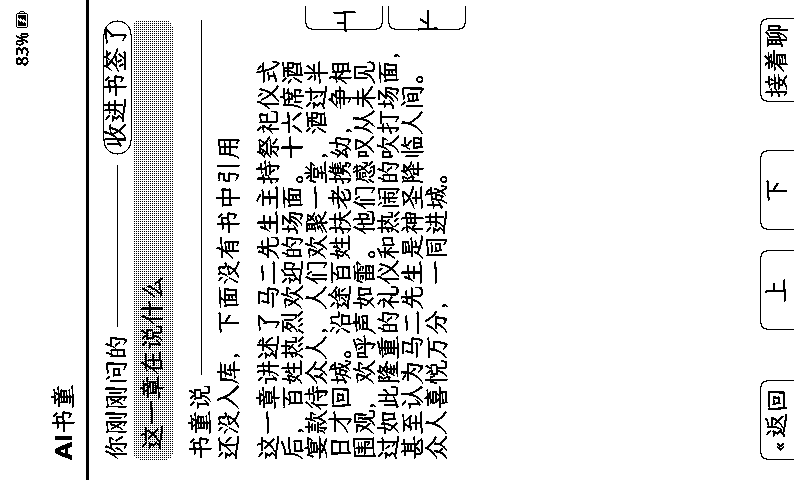 AI书童
83%
你刚刚问的
收进书签了
这一章在说什么
书童说
还没入库，下面没有书中引用
这一章讲述了马二先生主持祭祀仪式
后，百姓热烈欢迎的场面。十六席酒
宴款待众人，人们欢聚一堂，酒过半
日才回城。沿途百姓扶老携幼，争相
围观，欢呼声如雷。他们感叹从未见
过如此隆重的礼仪和热闹的吹打场面，
甚至认为马二先生是神圣降临人间。
众人喜悦万分，一同进城。
«返回
上
下
接着聊